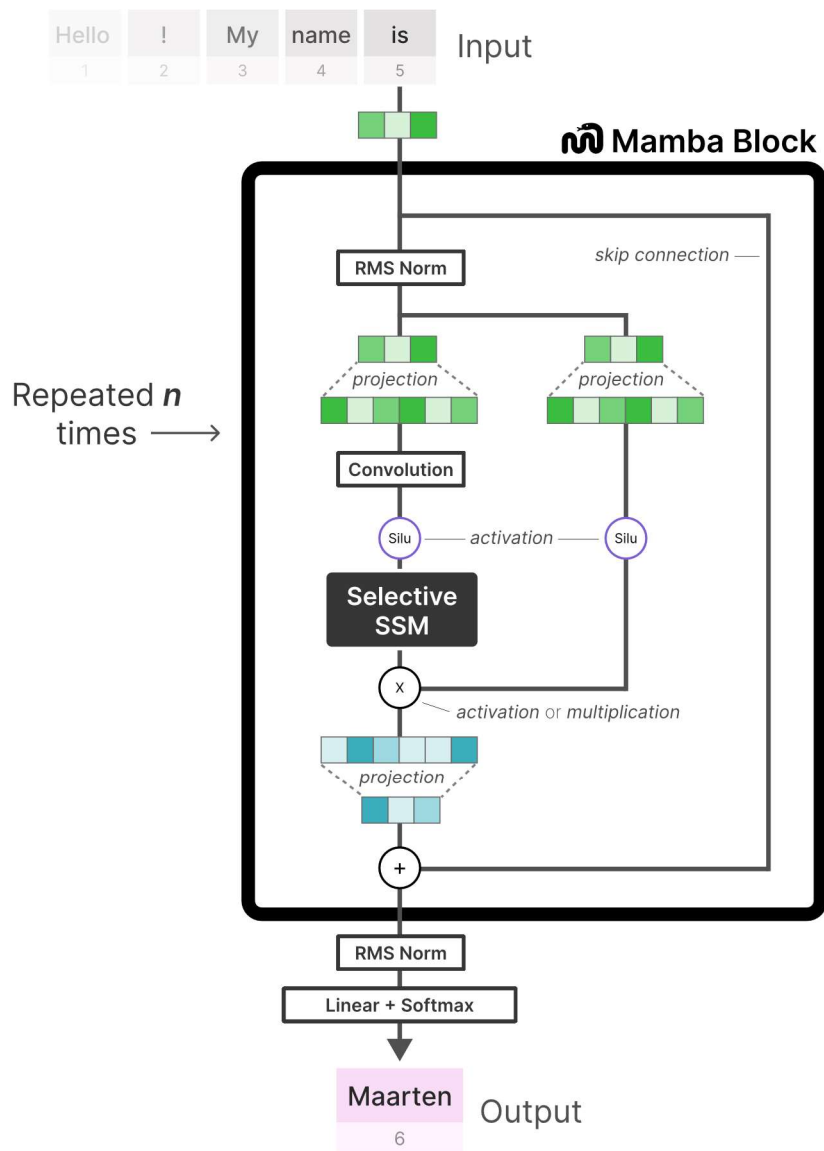 Hello ! My name is
1 2 3 4 5
Input
Mamba Block
skip connection
RMS Norm
projection projection
Repeated n
times
Convolution
Silu activation Silu
Selective
SSM
x
activation or multiplication
projection
+
RMS Norm
Linear + Softmax
Maarten
6
Output